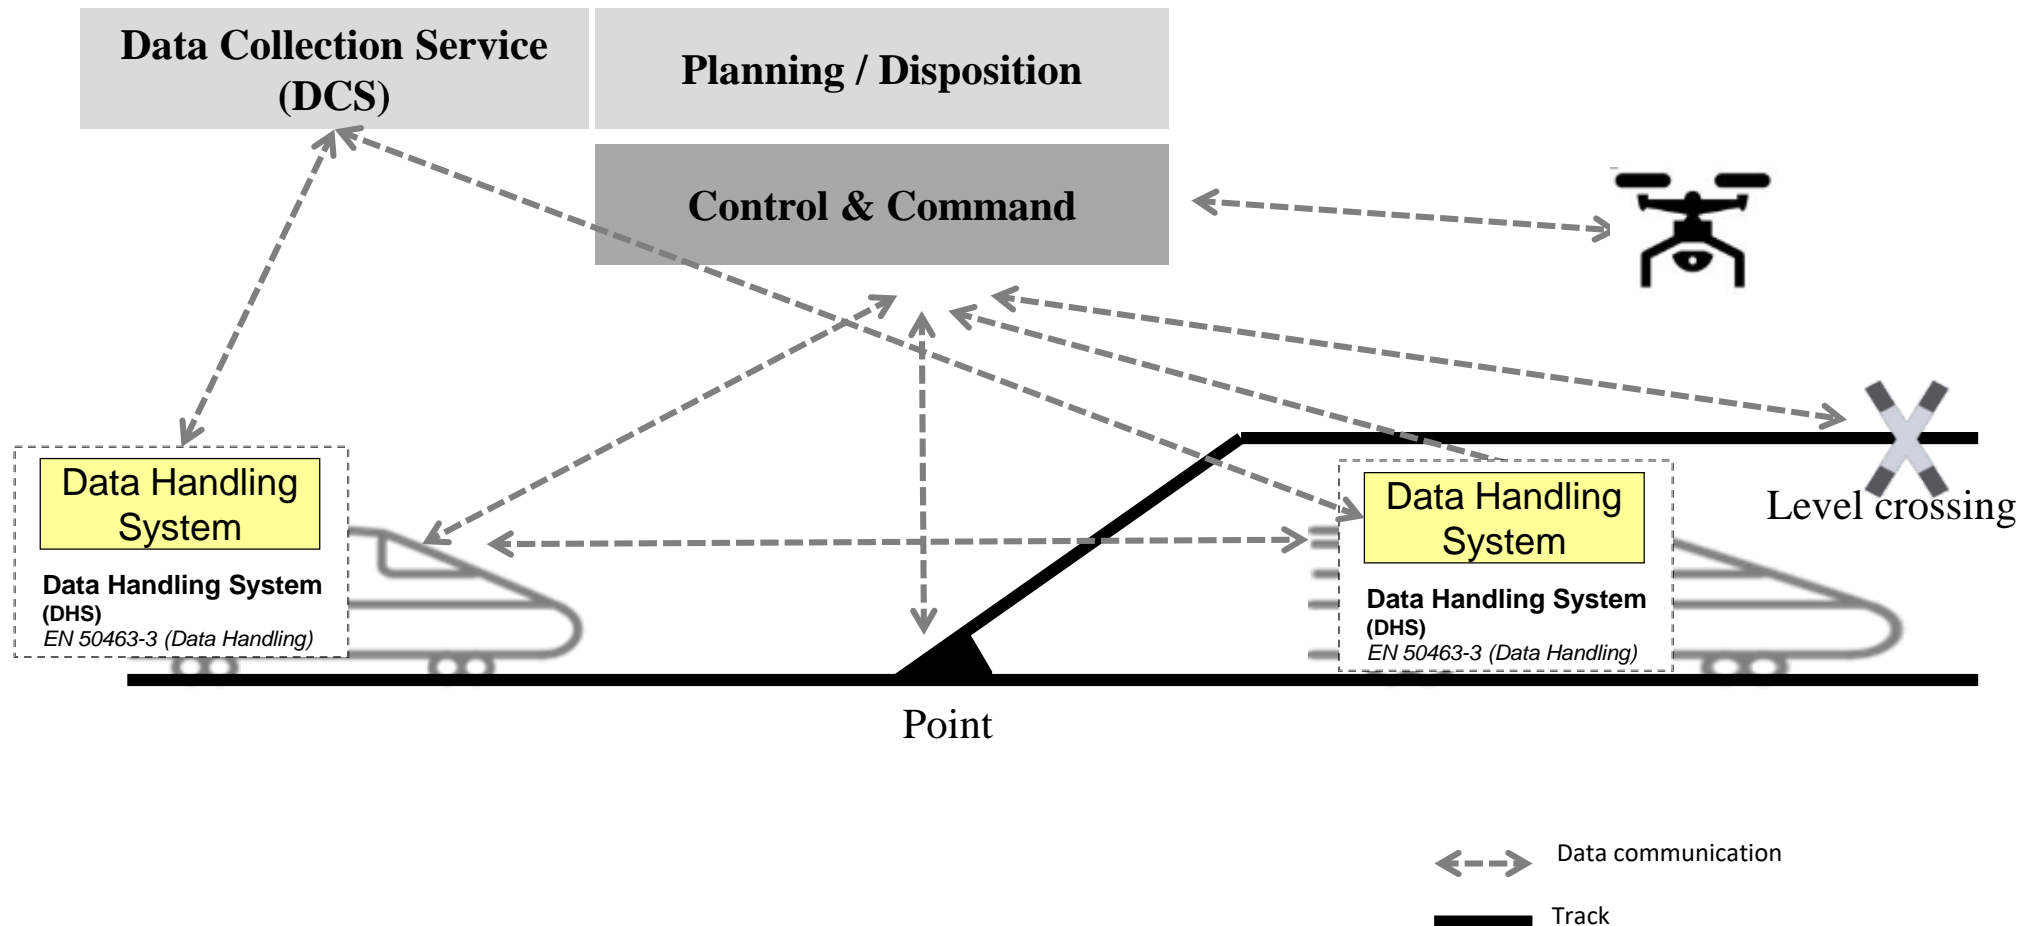 Data Collection Service
(DCS)
Planning / Disposition
Control & Command
Data Handling
System
Data Handling System
(DHS)
EN 50463-3 (Data Handling)
Data Handling
System
Data Handling System
(DHS)
EN 50463-3 (Data Handling)
Level crossing
Point
Data communication
Track